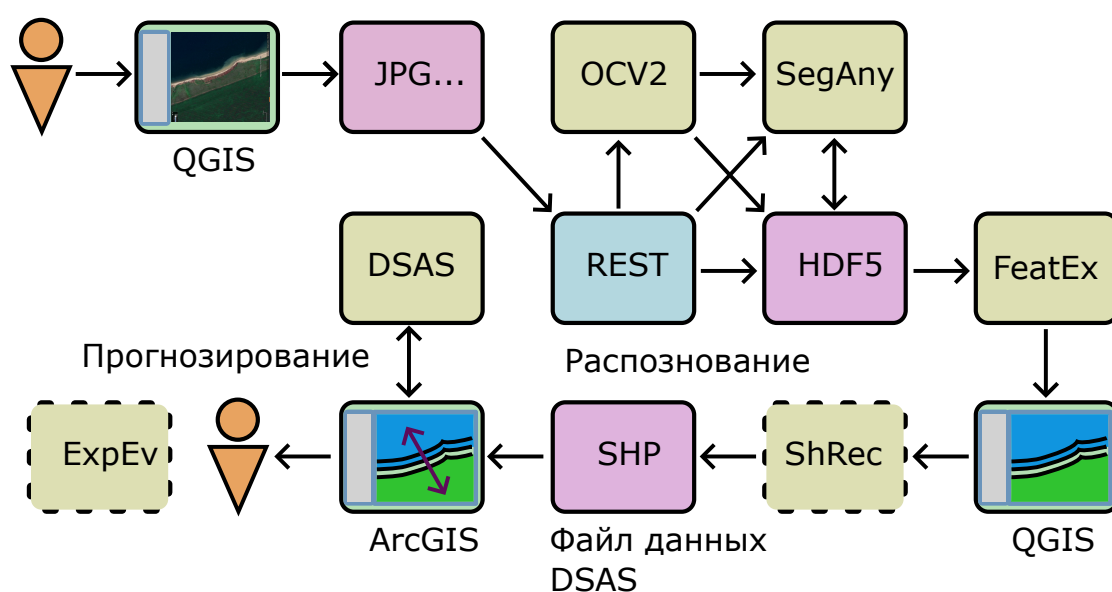 JPG...
OCV2
SegAny
QGIS
DSAS
REST
HDF5
FeatEx
Прогнозирование
Распознование
ExpEv
SHP
ShRec
ArcGIS
Файл данных
DSAS
QGIS